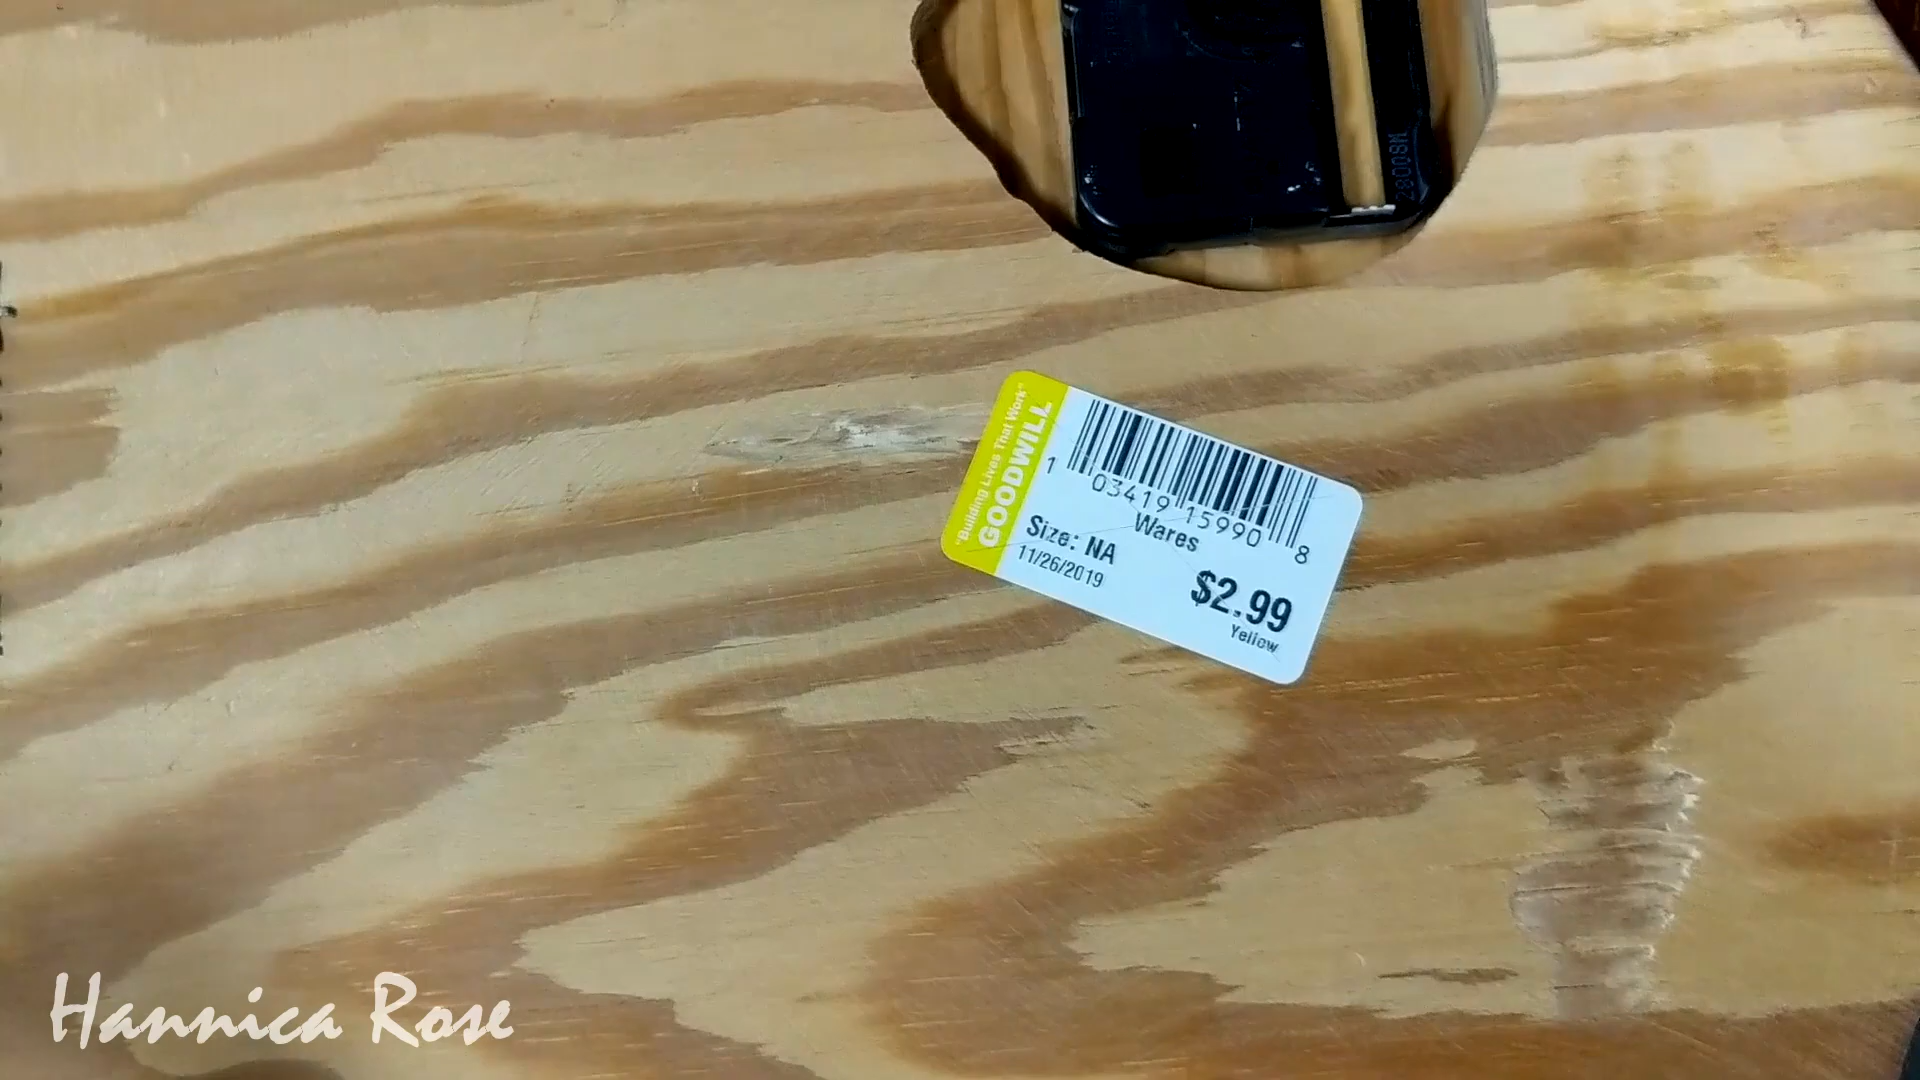 28008M
"Building Lives That Work"
GOODWILL
1 03419 15990 8
Wares
Size: NA
11/26/2019
$2.99
Yellow
Hannica Rose